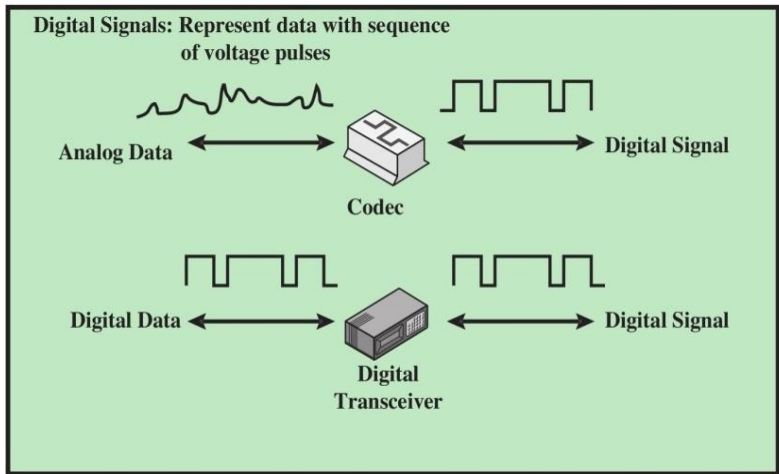 Digital Signals: Represent data with sequence
of voltage pulses
Analog Data
Digital Signal
Codec
Digital Data
Digital Signal
Digital
Transceiver